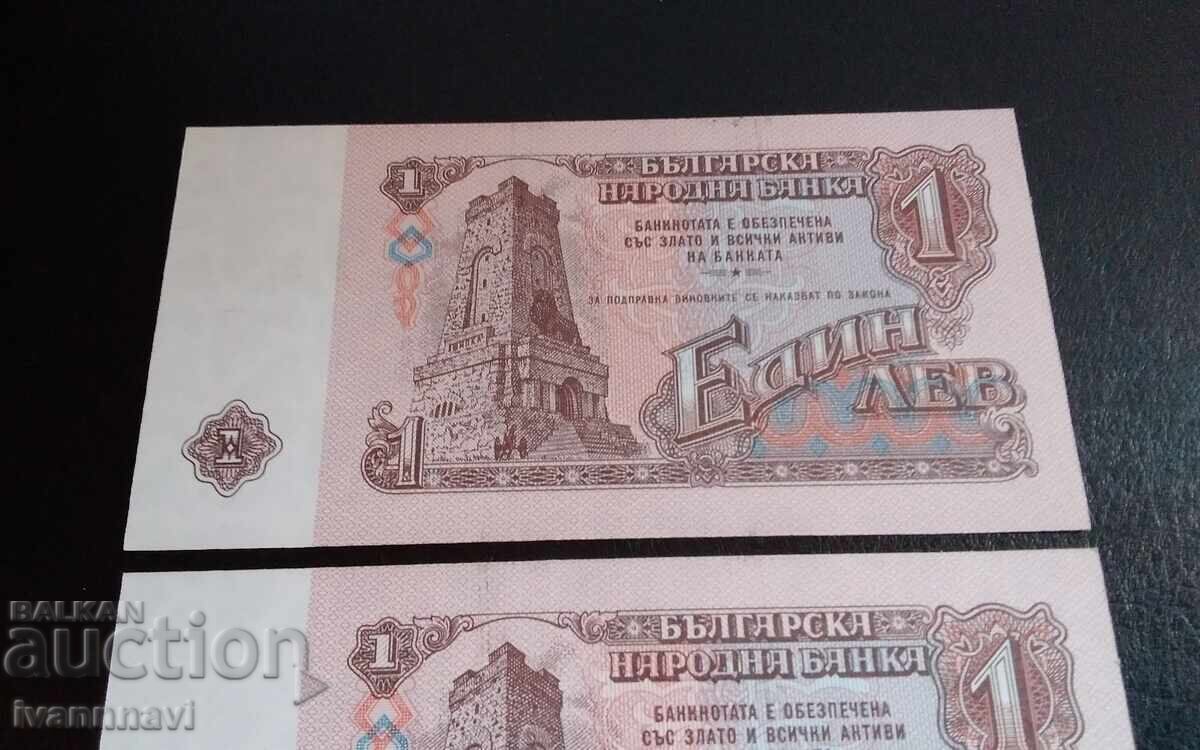 1
БЪЛГАРСКА
НАРОДНА БАНКА
1
БАНКНОТАТА Е ОБЕЗПЕЧЕНА
СЪС ЗЛАТО И ВСИЧКИ АКТИВИ
НА БАНКАТА
ЗА ПОДПРАВКА ВИНОВНИТЕ СЕ НАКАЗВАТ ПО ЗАКОНА
ЕДИН
ЛЕВ
1
1
БЪЛГАРСКА
НАРОДНА БАНКА
1
БАНКНОТАТА Е ОБЕЗПЕЧЕНА
СЪС ЗЛАТО И ВСИЧКИ АКТИВИ
BALKAN
auction
ivannnavi